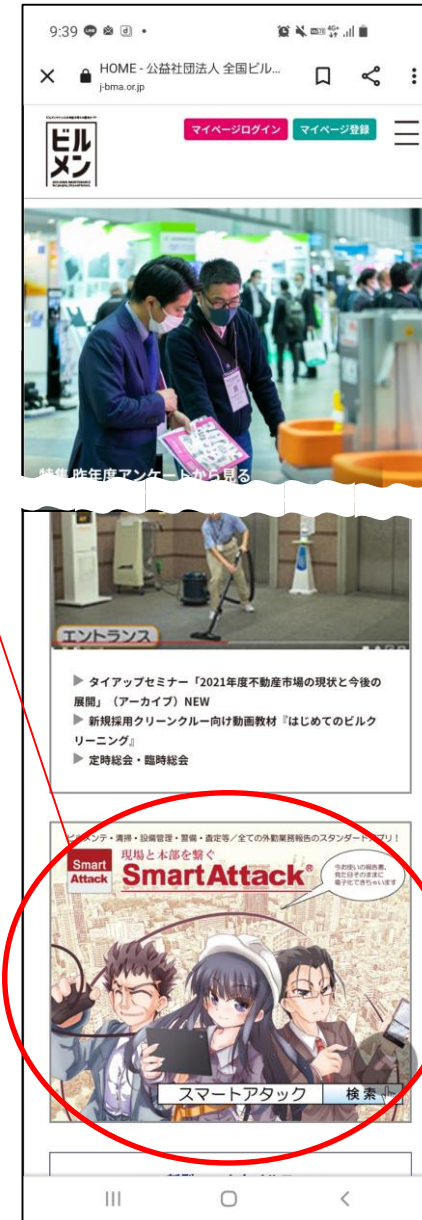 9:39
4G+
HOME - 公益社団法人 全国ビル...
j-bma.or.jp
ビル
メン
マイページログイン
マイページ登録
特集 昨年度アンケートから見る
エントランス
▶ タイアップセミナー「2021年度不動産市場の現状と今後の
展開」（アーカイブ）NEW
▶ 新規採用クリーンクルー向け動画教材『はじめてのビルク
リーニング』
▶ 定時総会・臨時総会
ビルメンテ・清掃・設備管理・警備・査定等／全ての外勤業務報告のスタンダードアプリ！
Smart
Attack
現場と本部を繋ぐ
SmartAttack®
今お使いの報告書、
見た目そのままに
電子化できちゃいます
スマートアタック
検索